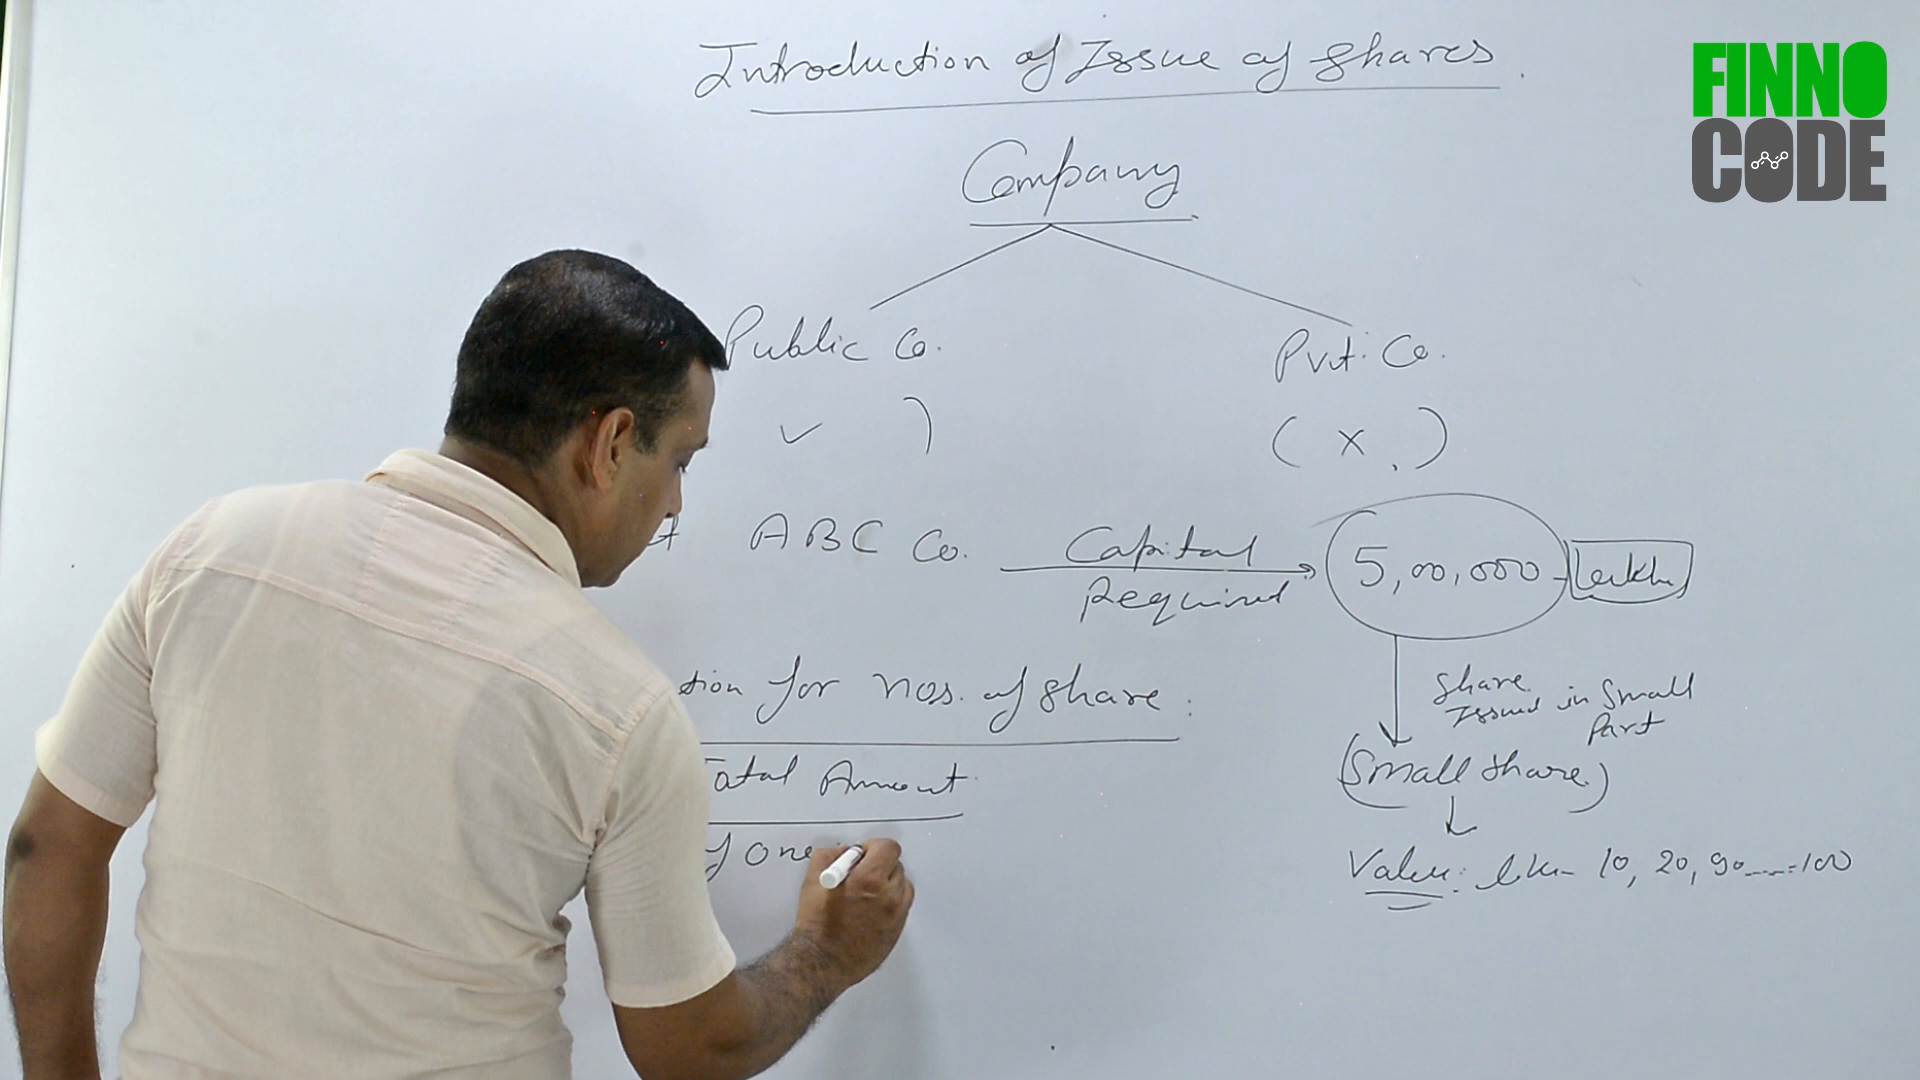 Introduction of Issue of Shares.
FINNO
CODE
Company
Public Co.
Pvt. Co.
✓ )
( x )
ABC Co.
Capital
Required
5,00,000 - Lakh
tion for nos. of share:
share
Issued in Small
Part
Total Amount
(Small share)
of one
Value: like 10, 20, 90----100